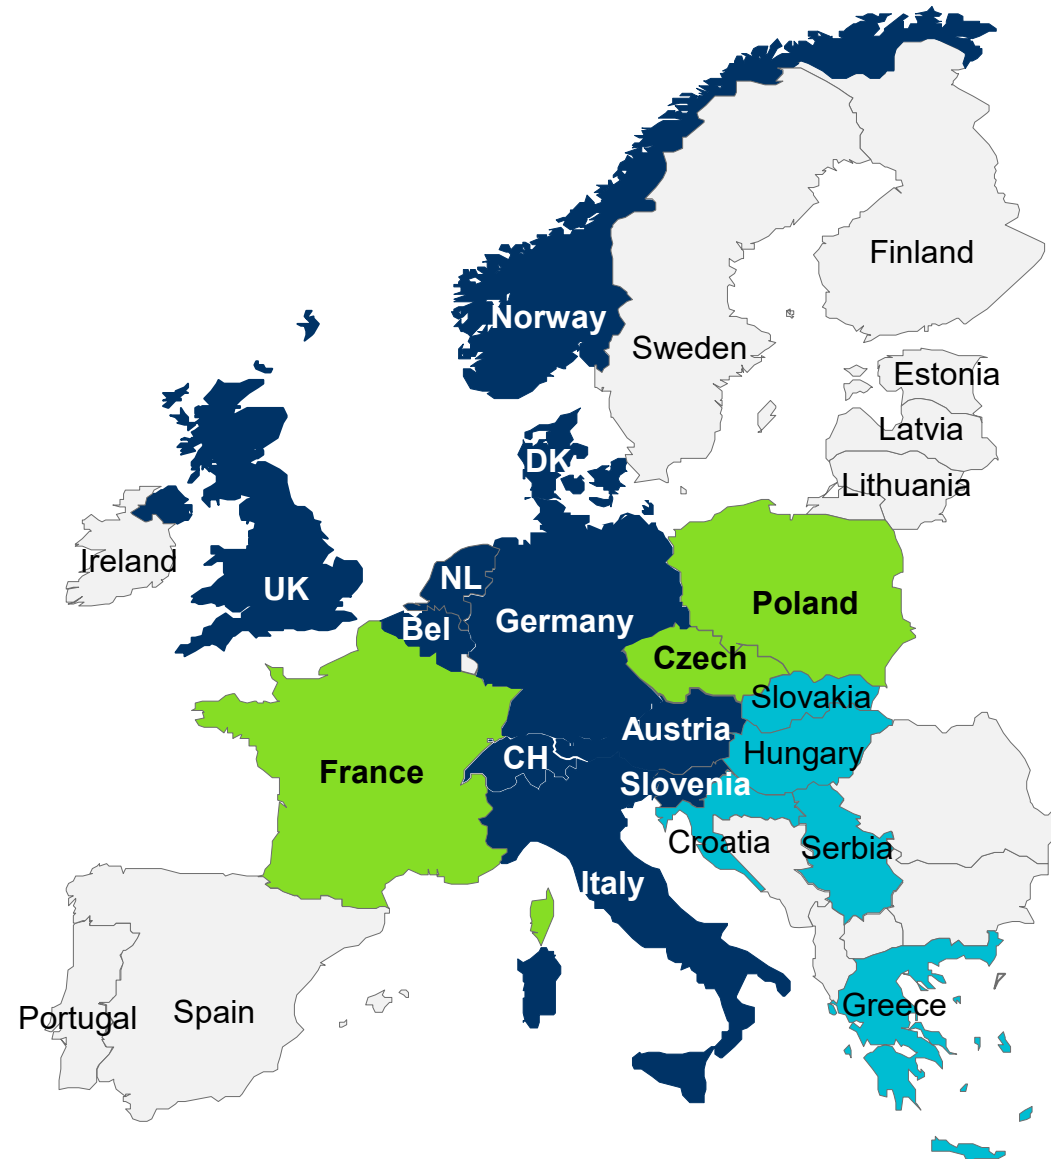 Finland
Norway
Sweden
Estonia
Latvia
DK
Lithuania
Ireland
NL
UK
Poland
Germany
Bel
Czech
Slovakia
Austria
Hungary
CH
France
Slovenia
Croatia
Serbia
Italy
Greece
Spain
Portugal